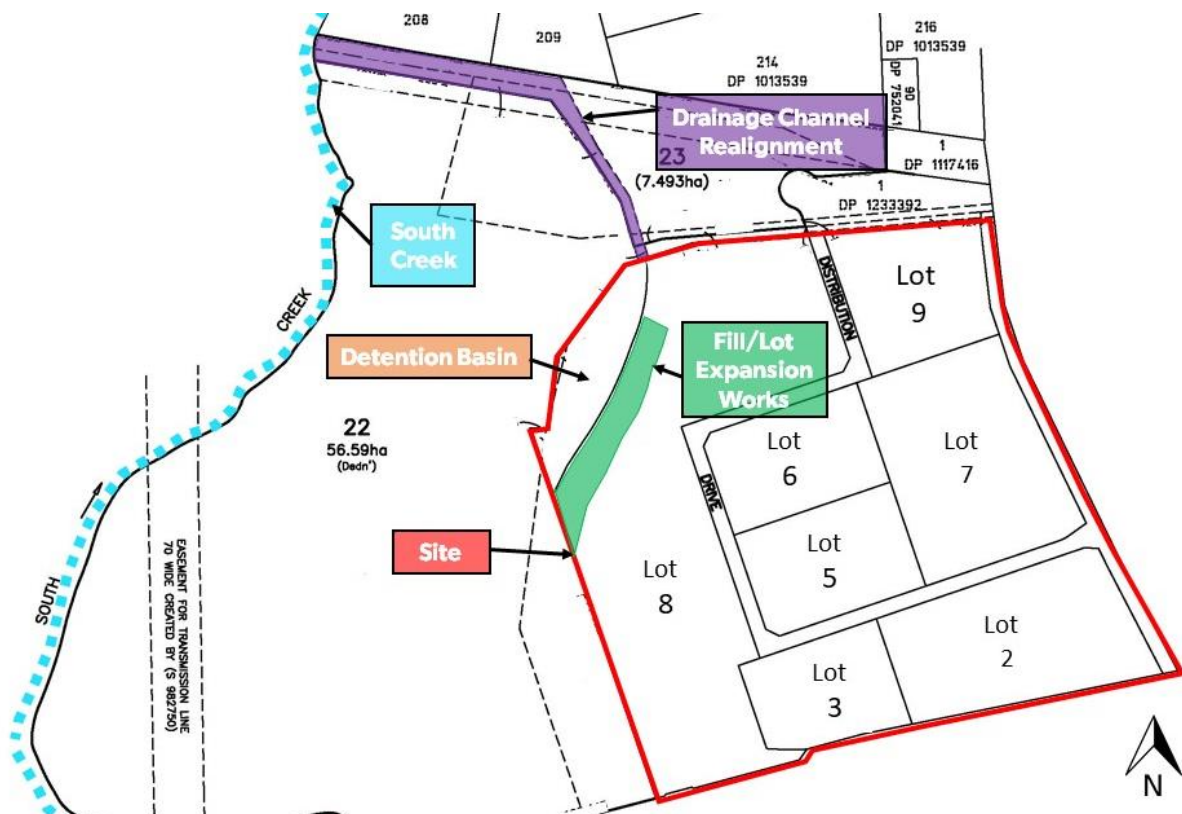 208
209
216
DP 1013539
214
DP 1013539
90
DP 752041
Drainage Channel
Realignment
23
(7.493ha)
1
DP 1117416
1
DP 1233392
South
Creek
CREEK
DISTRIBUTION
Lot
9
Detention Basin
Fill/Lot
Expansion
Works
22
56.59ha
(Dedn")
Lot
6
Lot
7
DRIVE
Site
Lot
5
Lot
8
EASEMENT FOR TRANSMISSION LINE
70 WIDE CREATED BY (S 982750)
SOUTH
Lot
2
Lot
3
N